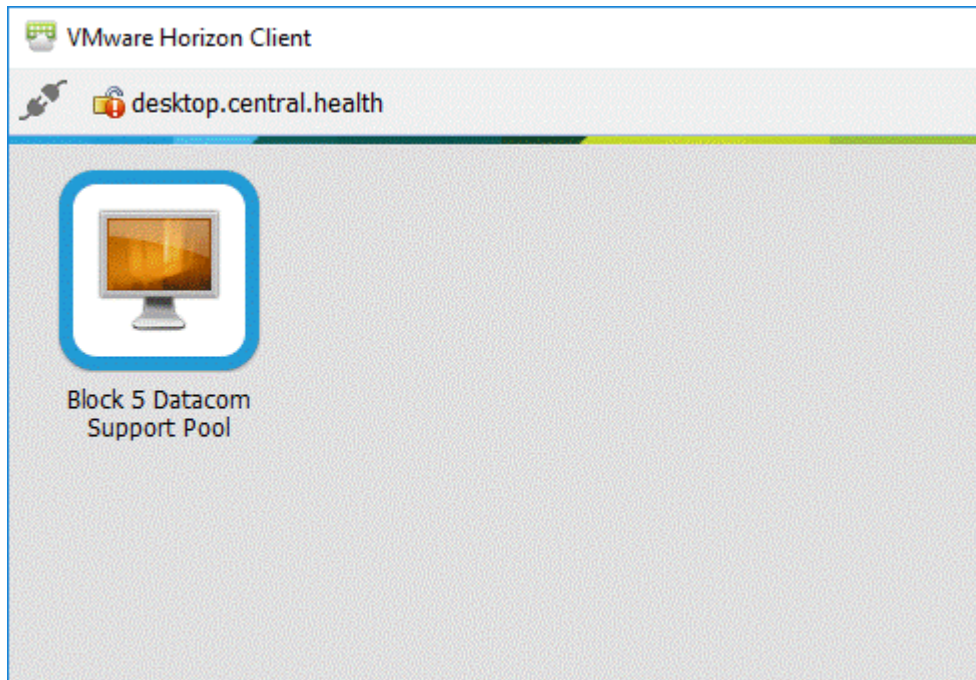 VMware Horizon Client
desktop.central.health
Block 5 Datacom
Support Pool